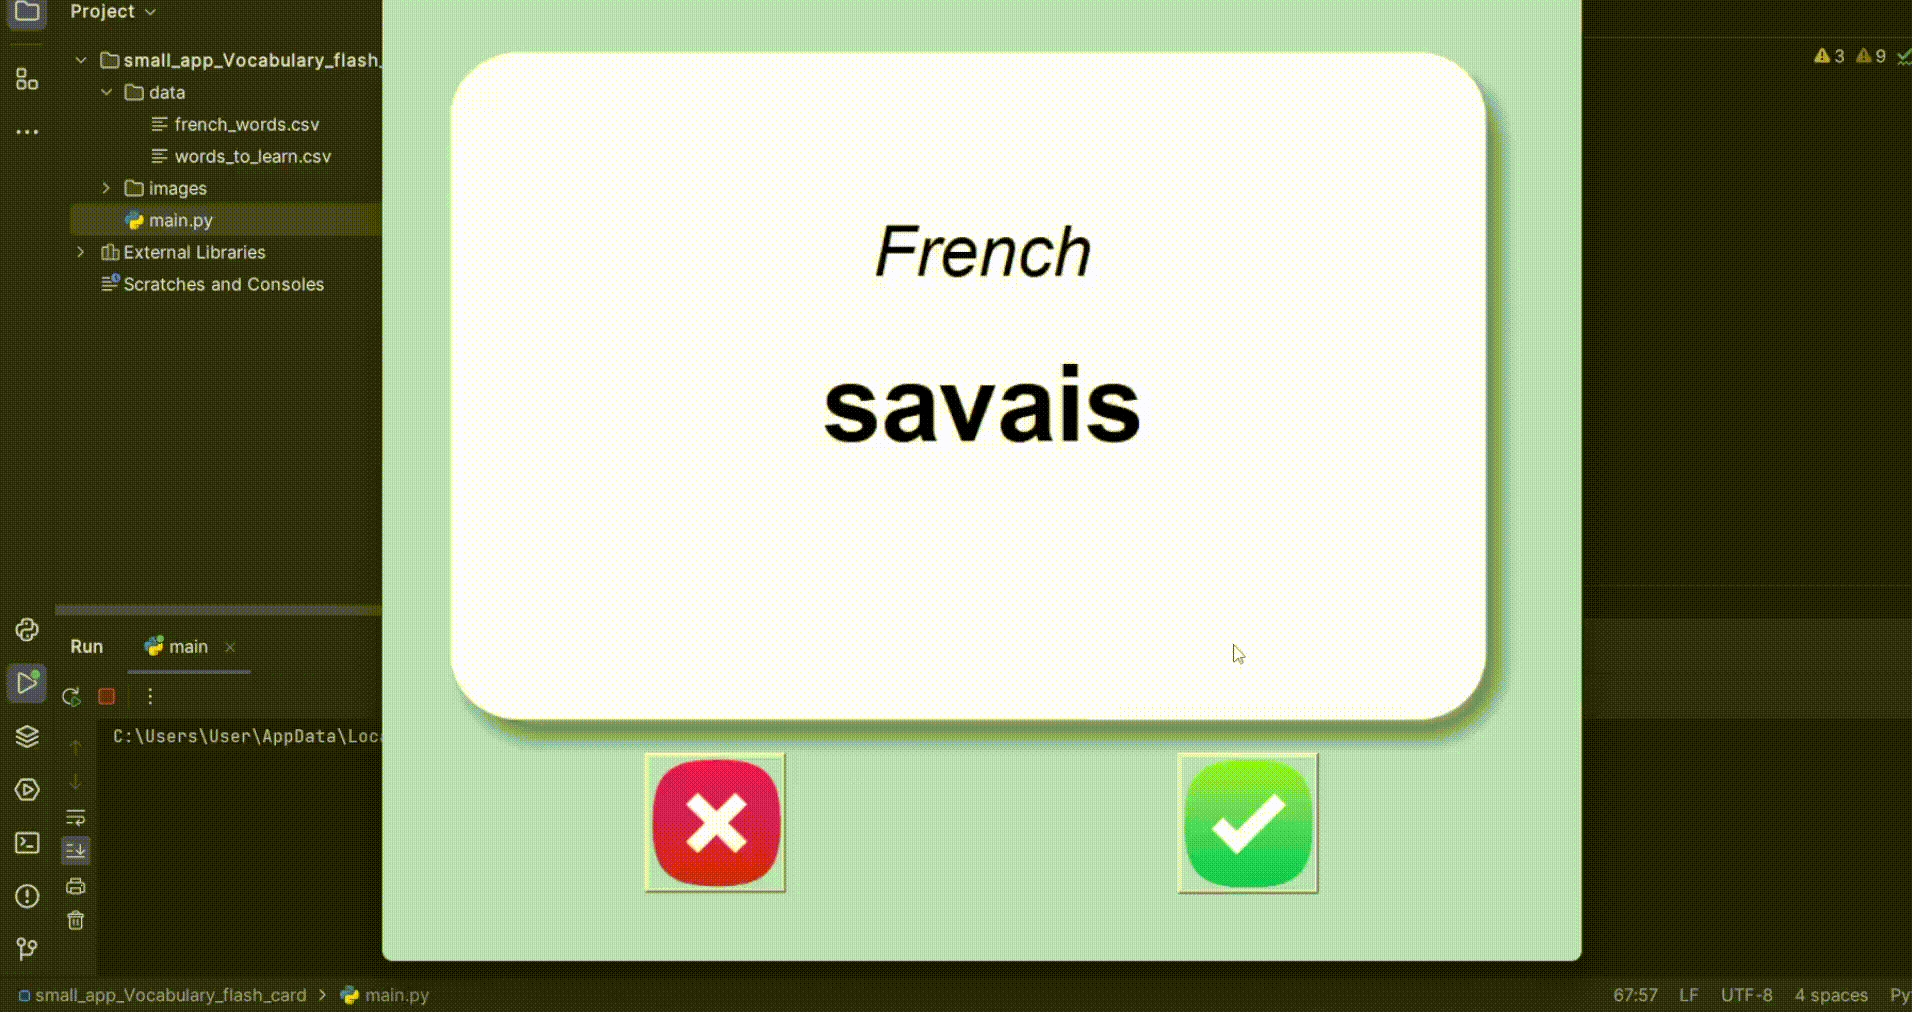 Project
small_app_Vocabulary_flash_
data
french_words.csv
words_to_learn.csv
images
main.py
External Libraries
Scratches and Consoles
3 9
French
savais
Run main
C:\Users\User\AppData\Loc
small_app_Vocabulary_flash_card > main.py
67:57 LF UTF-8 4 spaces Py